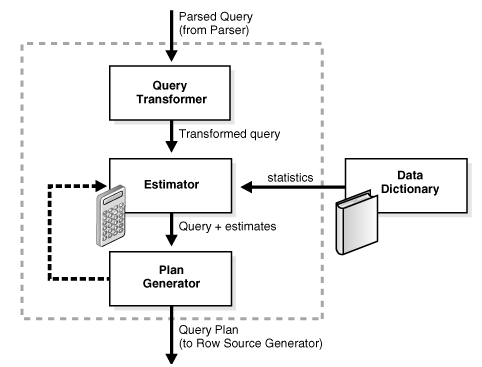 Parsed Query
(from Parser)
Query
Transformer
Transformed query
Estimator
statistics
Data
Dictionary
Query + estimates
Plan
Generator
Query Plan
(to Row Source Generator)